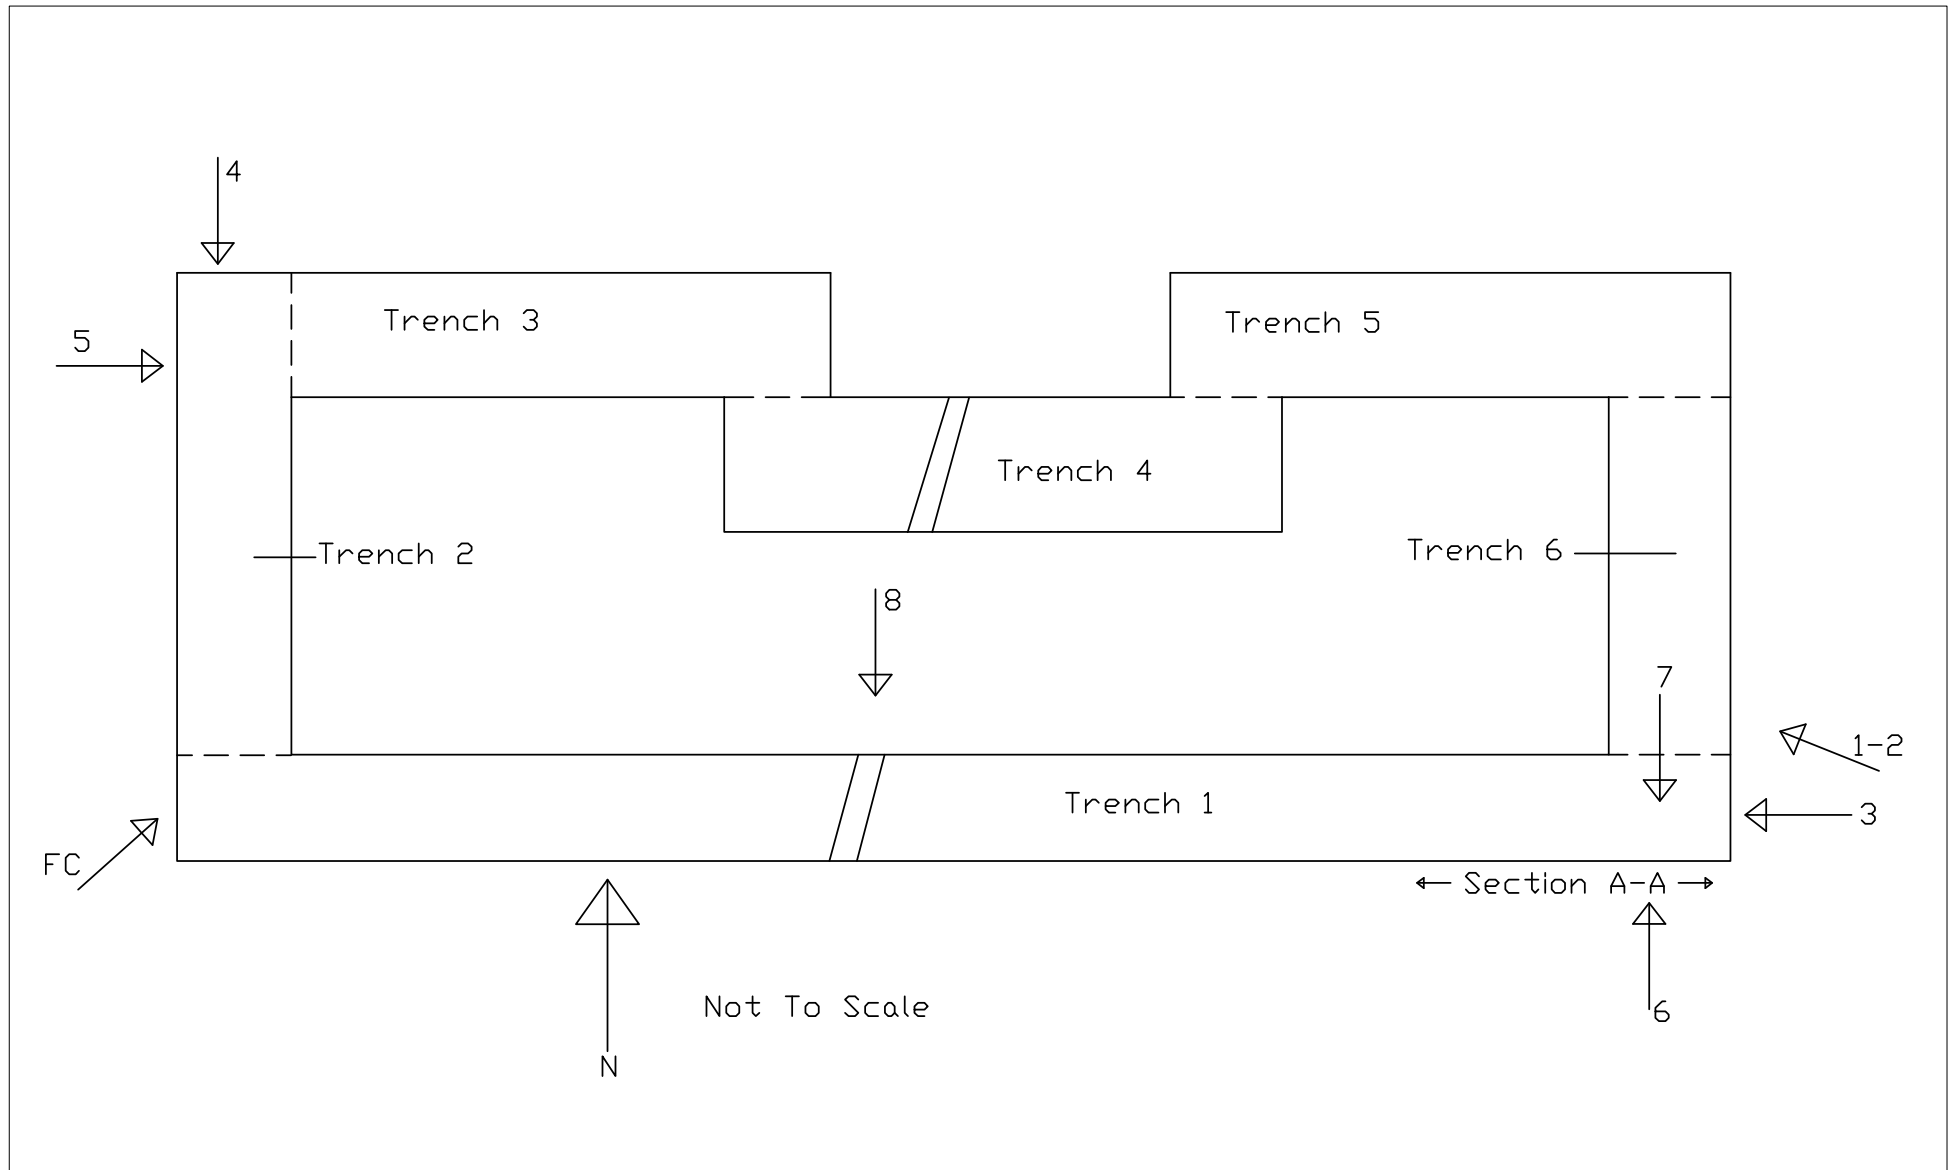 4
5
Trench 3
Trench 5
Trench 4
Trench 2
Trench 6
8
7
1-2
Trench 1
3
FC
Section A-A
Not To Scale
6
N